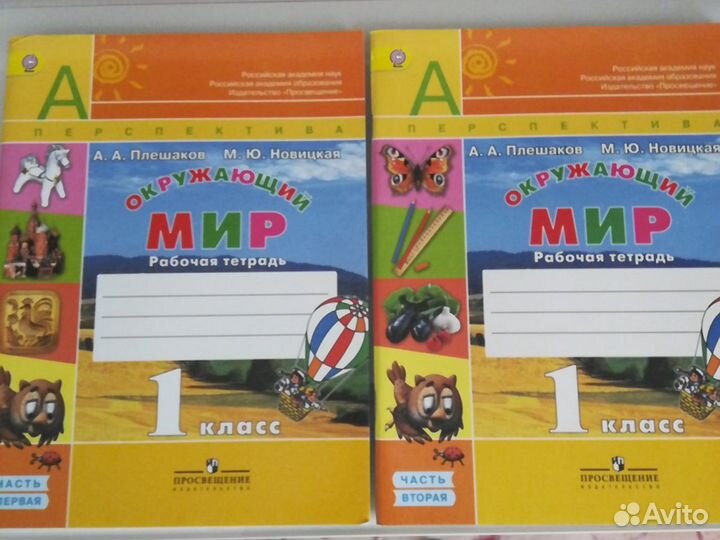 А
Российская академия наук
Российская академия образования
Издательство «Просвещение»
ПЕРСПЕКТИВА
А. А. Плешаков М. Ю. Новицкая
ОКРУЖАЮЩИЙ
МИР
Рабочая тетрадь
1 класс
ЧАСТЬ
ПЕРВАЯ
ПРОСВЕЩЕНИЕ
ИЗДАТЕЛЬСТВО
А
Российская академия наук
Российская академия образования
Издательство «Просвещение»
ПЕРСПЕКТИВА
А. А. Плешаков М. Ю. Новицкая
ОКРУЖАЮЩИЙ
МИР
Рабочая тетрадь
1 класс
ЧАСТЬ
ВТОРАЯ
ПРОСВЕЩЕНИЕ
ИЗДАТЕЛЬСТВО
Avito